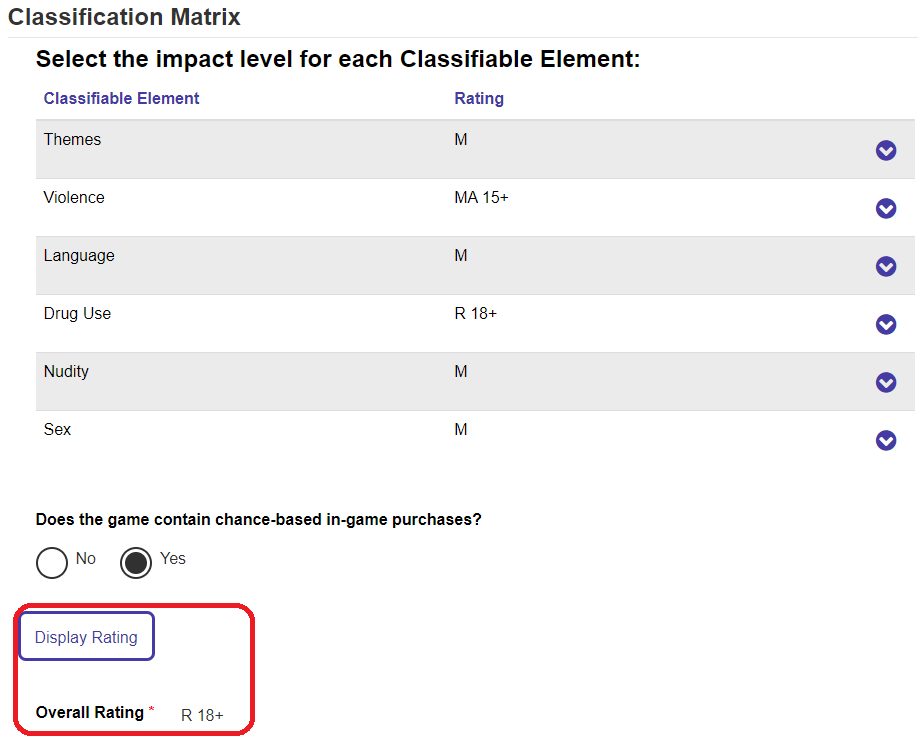 Classification Matrix
Select the impact level for each Classifiable Element:
Classifiable Element Rating
Themes M
Violence MA 15+
Language M
Drug Use R 18+
Nudity M
Sex M
Does the game contain chance-based in-game purchases?
No Yes
Display Rating
Overall Rating * R 18+